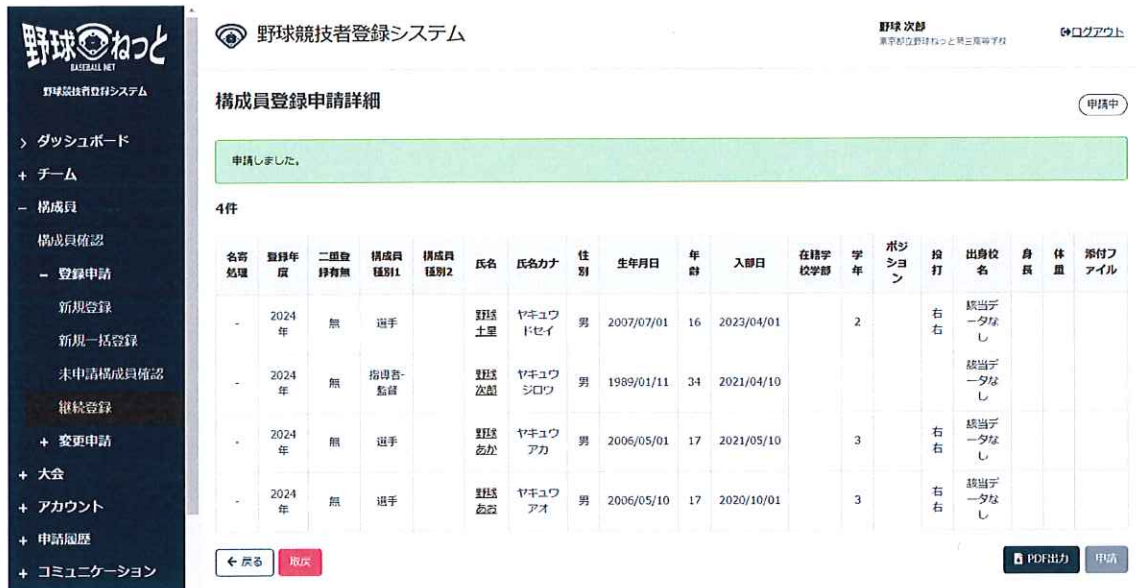 野球ねっと
BASEBALL NET
野球競技者登録システム
> ダッシュボード
+ チーム
− 構成員
構成員確認
− 登録申請
新規登録
新規一括登録
未申請構成員確認
継続登録
+ 変更申請
+ 大会
+ アカウント
+ 申請履歴
+ コミュニケーション
野球競技者登録システム
野球 次郎
東京都立野球ねっと第三高等学校
ログアウト
構成員登録申請詳細
申請中
申請しました。
4件
名寄処理 登録年度 二重登録有無 構成員種別1 構成員種別2 氏名 氏名カナ 性別 生年月日 年齢 入部日 在籍学校学部 学年 ポジション 投打 出身校名 身長 体重 添付ファイル
- 2024年 無 選手 野球土星 ヤキュウドセイ 男 2007/07/01 16 2023/04/01 2 右右 該当データなし
- 2024年 無 指導者-監督 野球次郎 ヤキュウジロウ 男 1989/01/11 34 2021/04/10 該当データなし
- 2024年 無 選手 野球あか ヤキュウアカ 男 2006/05/01 17 2021/05/10 3 右右 該当データなし
- 2024年 無 選手 野球あお ヤキュウアオ 男 2006/05/10 17 2020/10/01 3 右右 該当データなし
← 戻る 取戻 PDF出力 申請